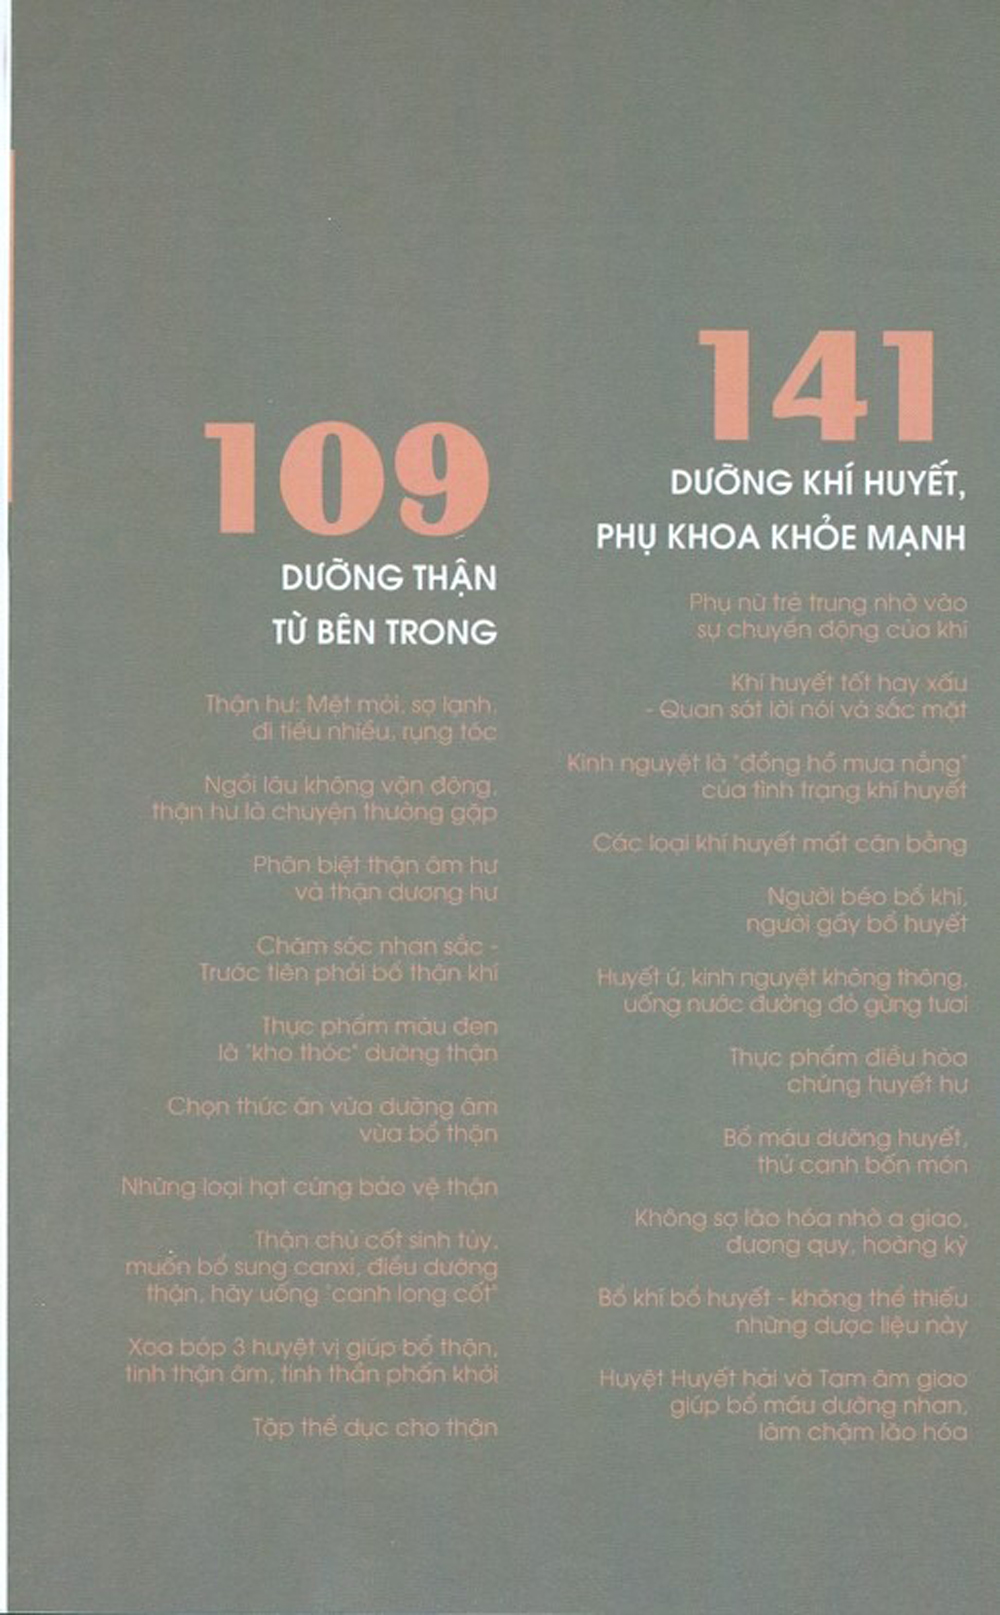 109
DƯỠNG THẬN
TỪ BÊN TRONG
Thận hư: Mệt mỏi, sợ lạnh,
đi tiểu nhiều, rụng tóc
Ngồi lâu không vận động,
thận hư là chuyện thường gặp
Phân biệt thận âm hư
và thận dương hư
Chăm sóc nhan sắc -
Trước tiên phải bổ thận khí
Thực phẩm màu đen
là "kho thóc" dưỡng thận
Chọn thức ăn vừa dưỡng âm
vừa bổ thận
Những loại hạt cứng bảo vệ thận
Thận chủ cốt sinh tủy,
muốn bổ sung canxi, điều dưỡng
thận, hãy uống "canh long cốt"
Xoa bóp 3 huyệt vị giúp bổ thận,
tinh thận âm, tinh thần phấn khởi
Tập thể dục cho thận
141
DƯỠNG KHÍ HUYẾT,
PHỤ KHOA KHỎE MẠNH
Phụ nữ trẻ trung nhờ vào
sự chuyển động của khí
Khí huyết tốt hay xấu
- Quan sát lời nói và sắc mặt
Kinh nguyệt là "đồng hồ mưa nắng"
của tình trạng khí huyết
Các loại khí huyết mất cân bằng
Người béo bổ khí,
người gầy bổ huyết
Huyết ứ, kinh nguyệt không thông,
uống nước đường đỏ gừng tươi
Thực phẩm điều hòa
chứng huyết hư
Bổ máu dưỡng huyết,
thử canh bốn món
Không sợ lão hóa nhờ a giao,
đương quy, hoàng kỳ
Bổ khí bổ huyết - không thể thiếu
những dược liệu này
Huyệt Huyết hải và Tam âm giao
giúp bổ máu dưỡng nhan,
làm chậm lão hóa